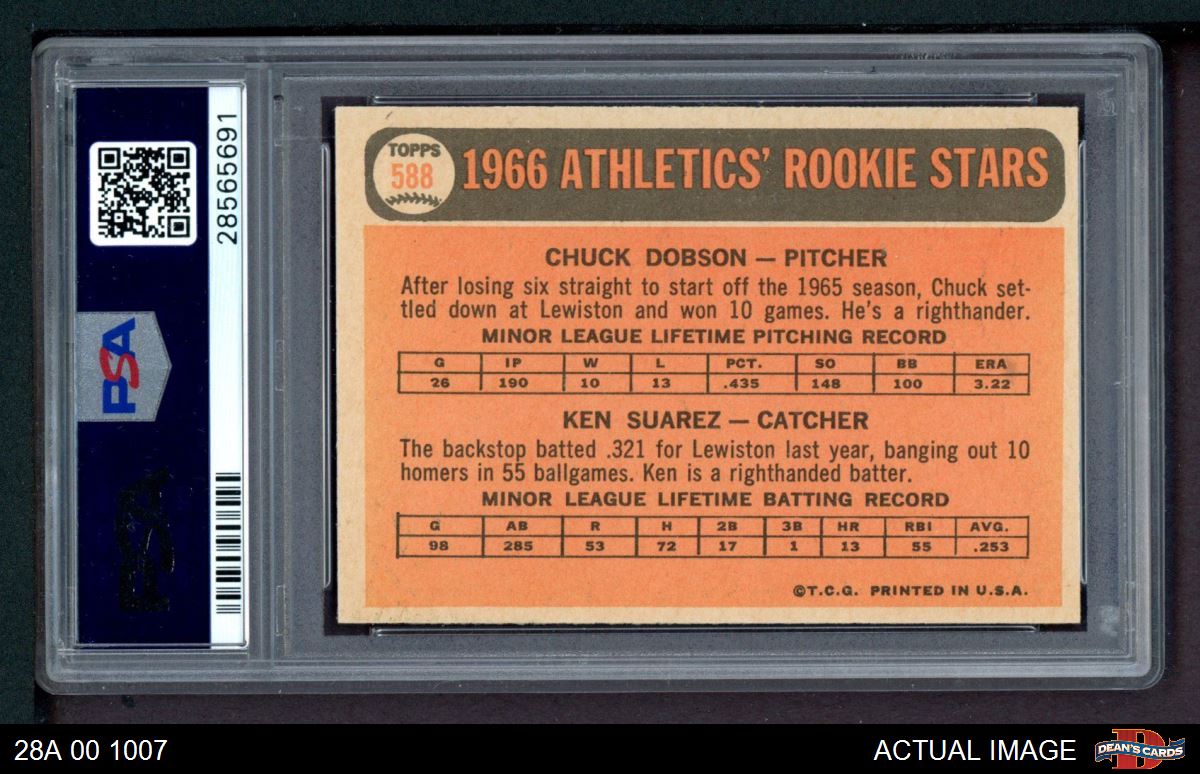 28565691
PSA
PSA
TOPPS
588
1966 ATHLETICS' ROOKIE STARS
CHUCK DOBSON — PITCHER
After losing six straight to start off the 1965 season, Chuck set-
tled down at Lewiston and won 10 games. He's a righthander.
MINOR LEAGUE LIFETIME PITCHING RECORD
G IP W L PCT. SO BB ERA
26 190 10 13 .435 148 100 3.22
KEN SUAREZ — CATCHER
The backstop batted .321 for Lewiston last year, banging out 10
homers in 55 ballgames. Ken is a righthanded batter.
MINOR LEAGUE LIFETIME BATTING RECORD
G AB R H 2B 3B HR RBI AVG.
98 285 53 72 17 1 13 55 .253
©T.C.G. PRINTED IN U.S.A.
28A 00 1007
ACTUAL IMAGE
DEAN'S CARDS